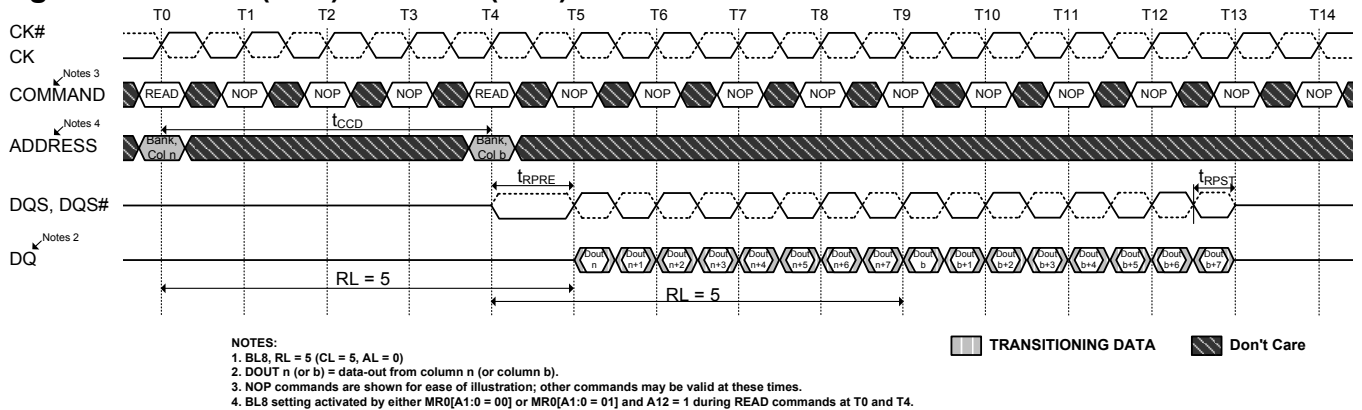 T0 T1 T2 T3 T4 T5 T6 T7 T8 T9 T10 T11 T12 T13 T14
CK#
CK
Notes 3
COMMAND READ NOP NOP NOP READ NOP NOP NOP NOP NOP NOP NOP NOP NOP NOP
Notes 4
tCCD
ADDRESS Bank, Col n Bank, Col b
tRPRE tRPST
DQS, DQS#
Notes 2
DQ Dout n Dout n+1 Dout n+2 Dout n+3 Dout n+4 Dout n+5 Dout n+6 Dout n+7 Dout b Dout b+1 Dout b+2 Dout b+3 Dout b+4 Dout b+5 Dout b+6 Dout b+7
RL = 5
RL = 5
NOTES:
1. BL8, RL = 5 (CL = 5, AL = 0)
2. DOUT n (or b) = data-out from column n (or column b).
3. NOP commands are shown for ease of illustration; other commands may be valid at these times.
4. BL8 setting activated by either MR0[A1:0 = 00] or MR0[A1:0 = 01] and A12 = 1 during READ commands at T0 and T4.
TRANSITIONING DATA Don't Care